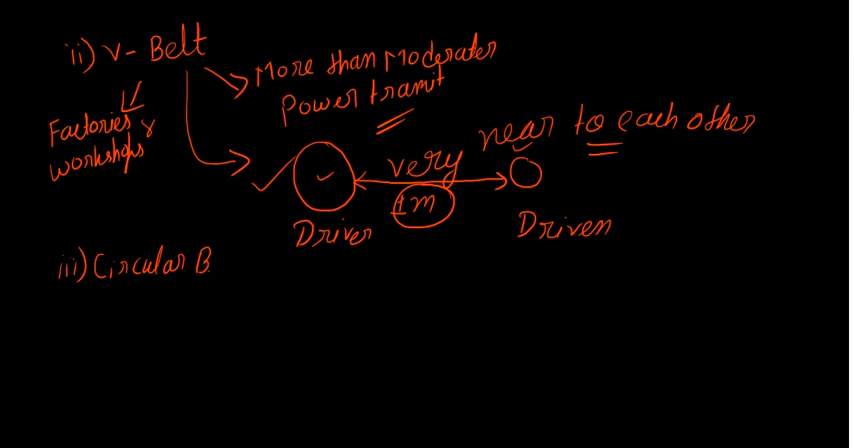 ii) V- Belt
More than Moderater
Power tramit
Factories &
workshops
very near to each other
1m
Driver
Driven
iii) Circular B.